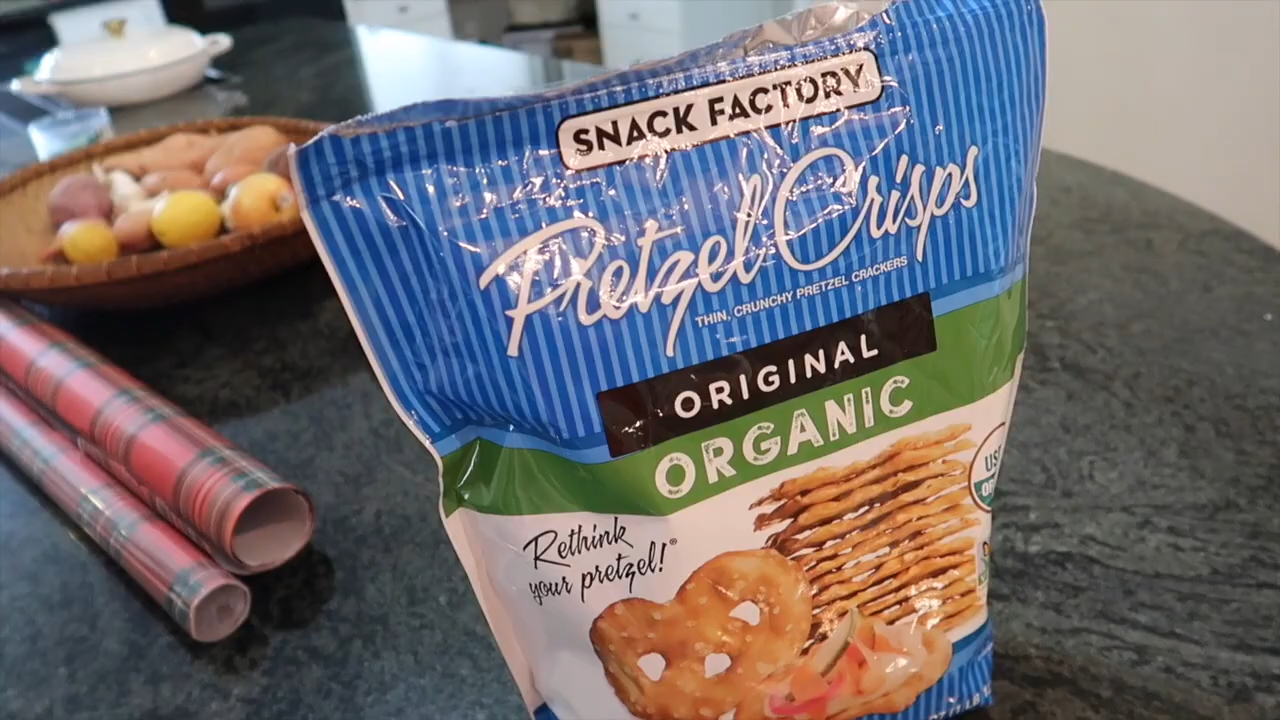 SNACK FACTORY
Pretzel Crisps
THIN, CRUNCHY PRETZEL CRACKERS
ORIGINAL
ORGANIC
Rethink
your pretzel!®